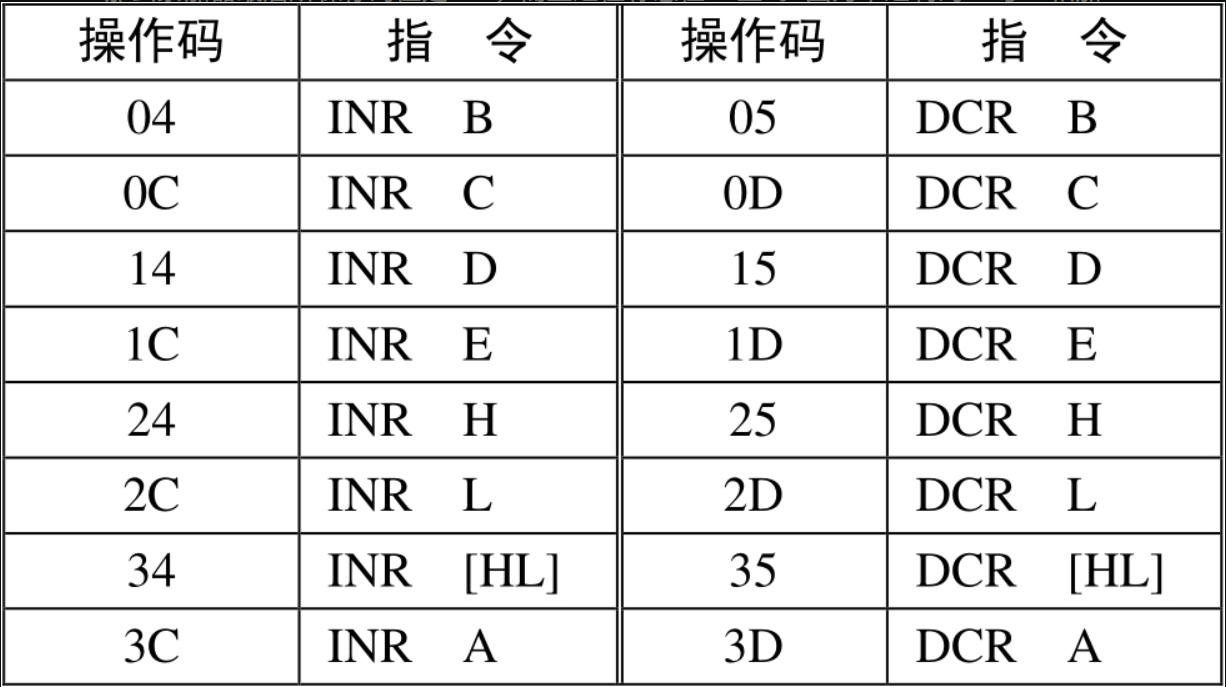 操作码 指 令 操作码 指 令
04 INR B 05 DCR B
0C INR C 0D DCR C
14 INR D 15 DCR D
1C INR E 1D DCR E
24 INR H 25 DCR H
2C INR L 2D DCR L
34 INR [HL] 35 DCR [HL]
3C INR A 3D DCR A